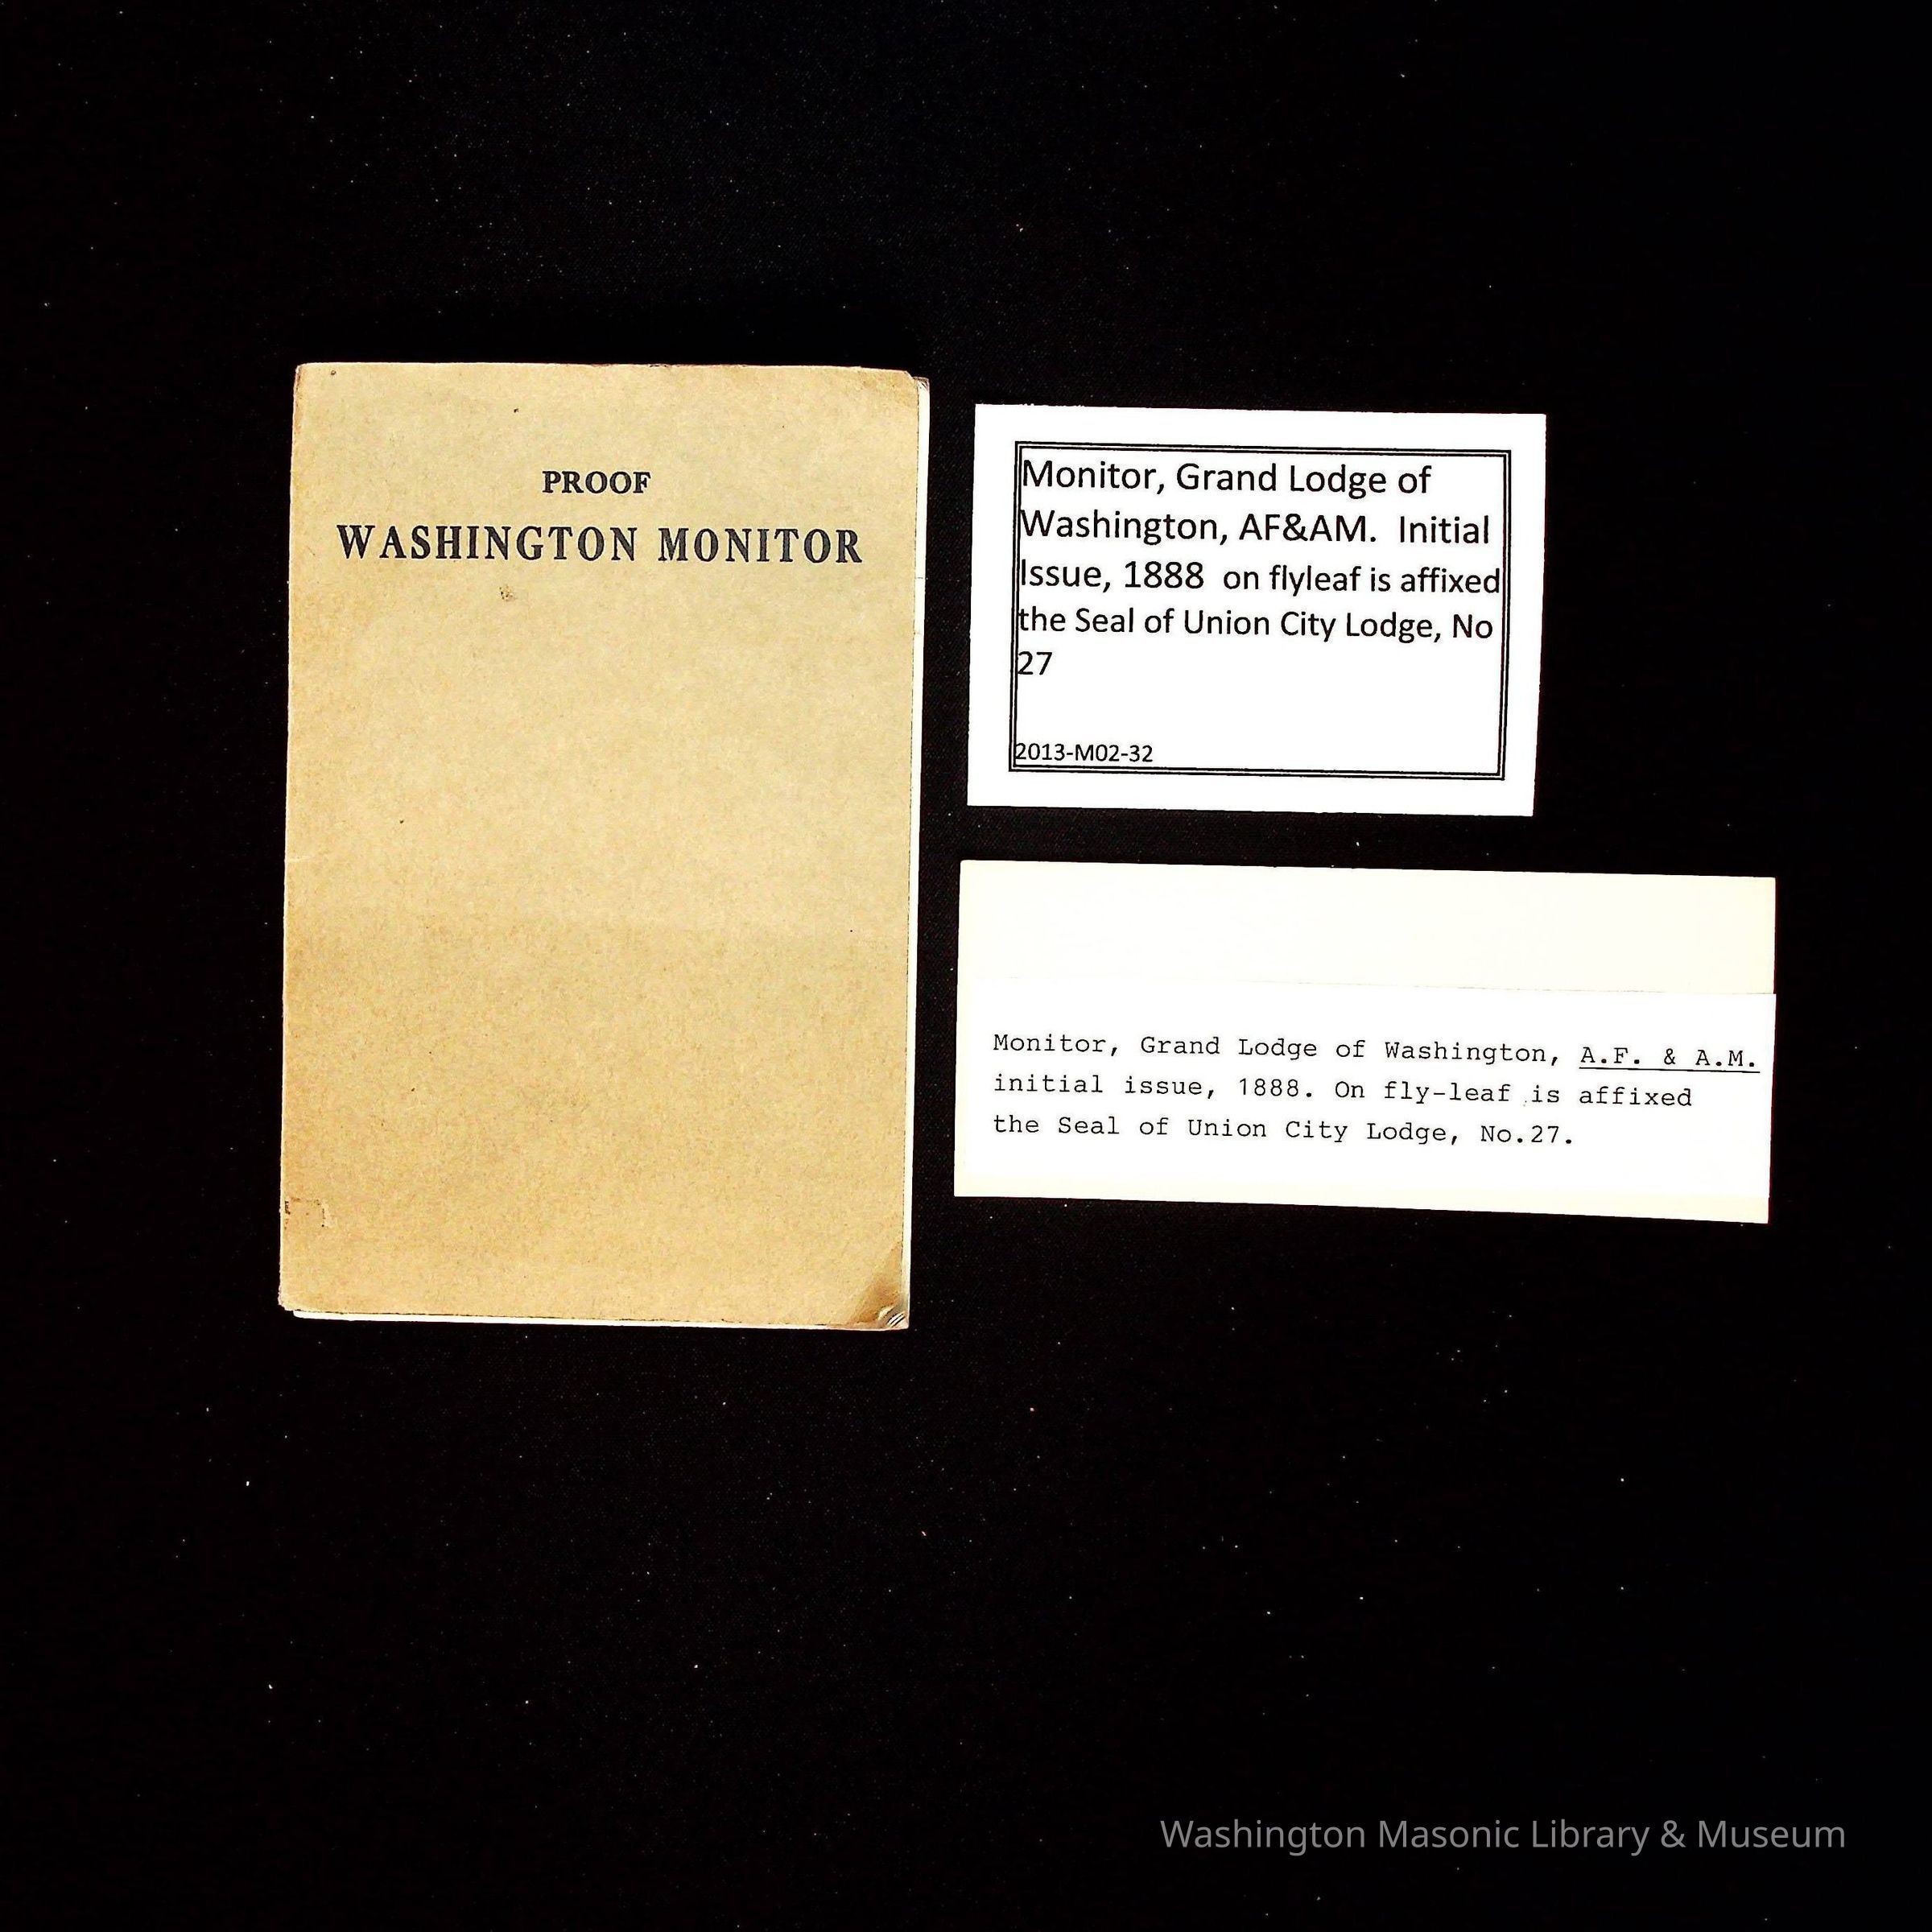 PROOF
WASHINGTON MONITOR
Monitor, Grand Lodge of
Washington, AF&AM. Initial
Issue, 1888 on flyleaf is affixed
the Seal of Union City Lodge, No
27
2013-M02-32
Monitor, Grand Lodge of Washington, A.F. & A.M.
initial issue, 1888. On fly-leaf is affixed
the Seal of Union City Lodge, No.27.
Washington Masonic Library & Museum